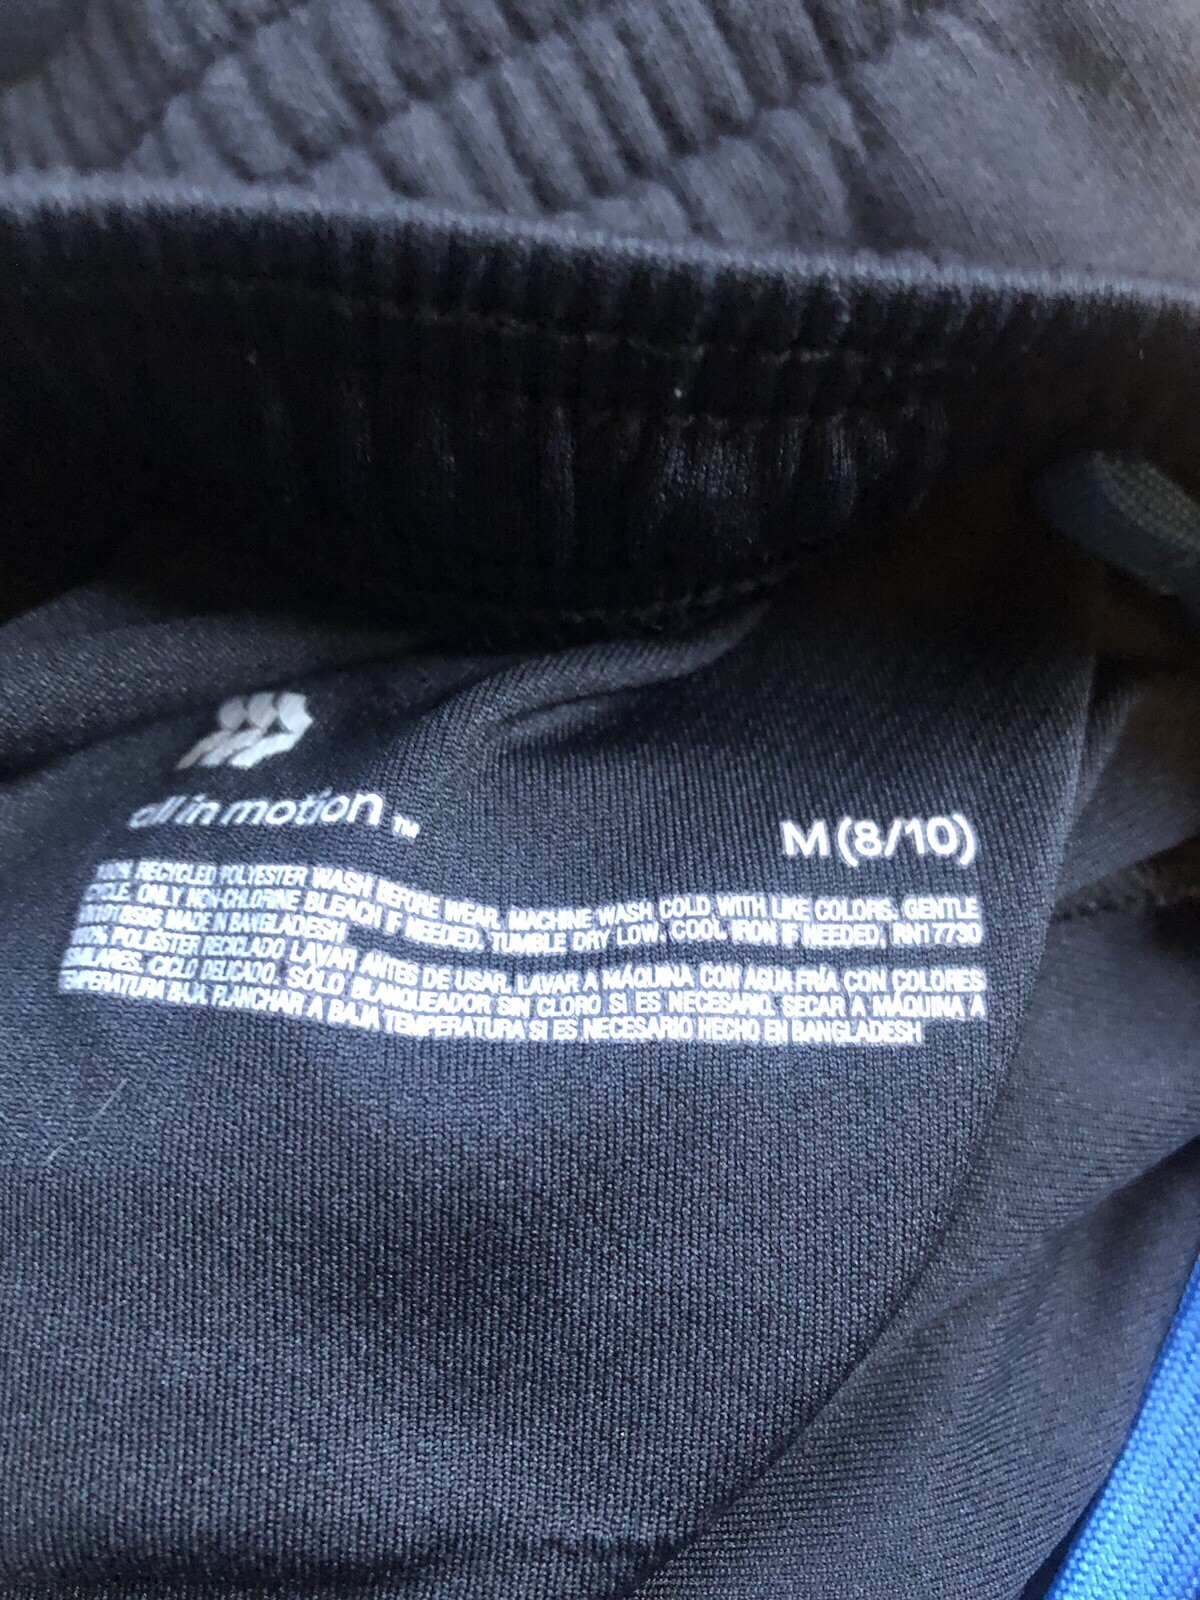 all in motion™
M (8/10)
100% RECYCLED POLYESTER WASH BEFORE WEAR. MACHINE WASH COLD, WITH LIKE COLORS. GENTLE
CYCLE. ONLY NON-CHLORINE BLEACH IF NEEDED. TUMBLE DRY LOW. COOL IRON IF NEEDED. RN17730
MADE IN BANGLADESH
100% POLIÉSTER RECICLADO LAVAR ANTES DE USAR. LAVAR A MÁQUINA CON AGUA FRÍA CON COLORES
SIMILARES. CICLO DELICADO. SÓLO BLANQUEADOR SIN CLORO SI ES NECESARIO. SECAR A MÁQUINA A
TEMPERATURA BAJA. PLANCHAR A BAJA TEMPERATURA SI ES NECESARIO HECHO EN BANGLADESH